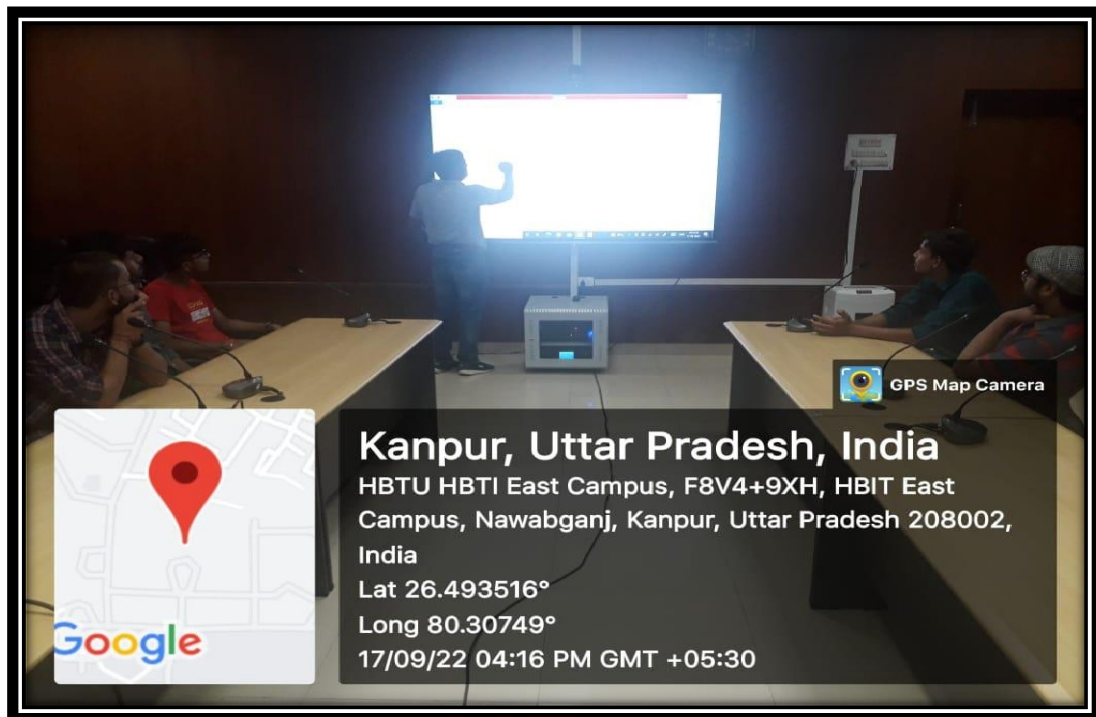 GPS Map Camera
Kanpur, Uttar Pradesh, India
HBTU HBTI East Campus, F8V4+9XH, HBIT East
Campus, Nawabganj, Kanpur, Uttar Pradesh 208002,
India
Lat 26.493516°
Long 80.30749°
17/09/22 04:16 PM GMT +05:30
Google